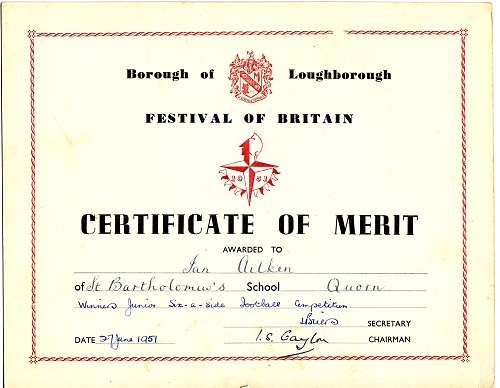 Borough of Loughborough
FESTIVAL OF BRITAIN
1951
CERTIFICATE OF MERIT
AWARDED TO
Ian Aitken
of St Bartholomew's School Quorn
Winners Junior Six-a-Side Football Competition
SECRETARY
DATE 27 June 1951 CHAIRMAN